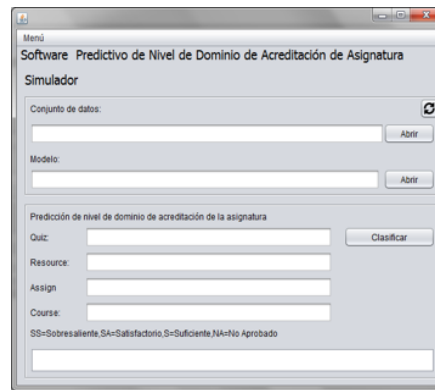 Menú
Software Predictivo de Nivel de Dominio de Acreditación de Asignatura
Simulador
Conjunto de datos:
Abrir
Modelo:
Abrir
Predicción de nivel de dominio de acreditación de la asignatura
Quiz:
Clasificar
Resource:
Assign
Course:
SS=Sobresaliente,SA=Satisfactorio,S=Suficiente,NA=No Aprobado